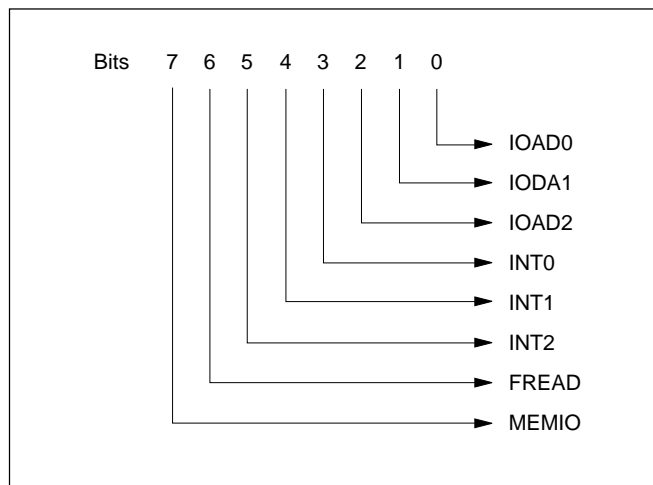 Bits 7 6 5 4 3 2 1 0
IOAD0
IODA1
IOAD2
INT0
INT1
INT2
FREAD
MEMIO